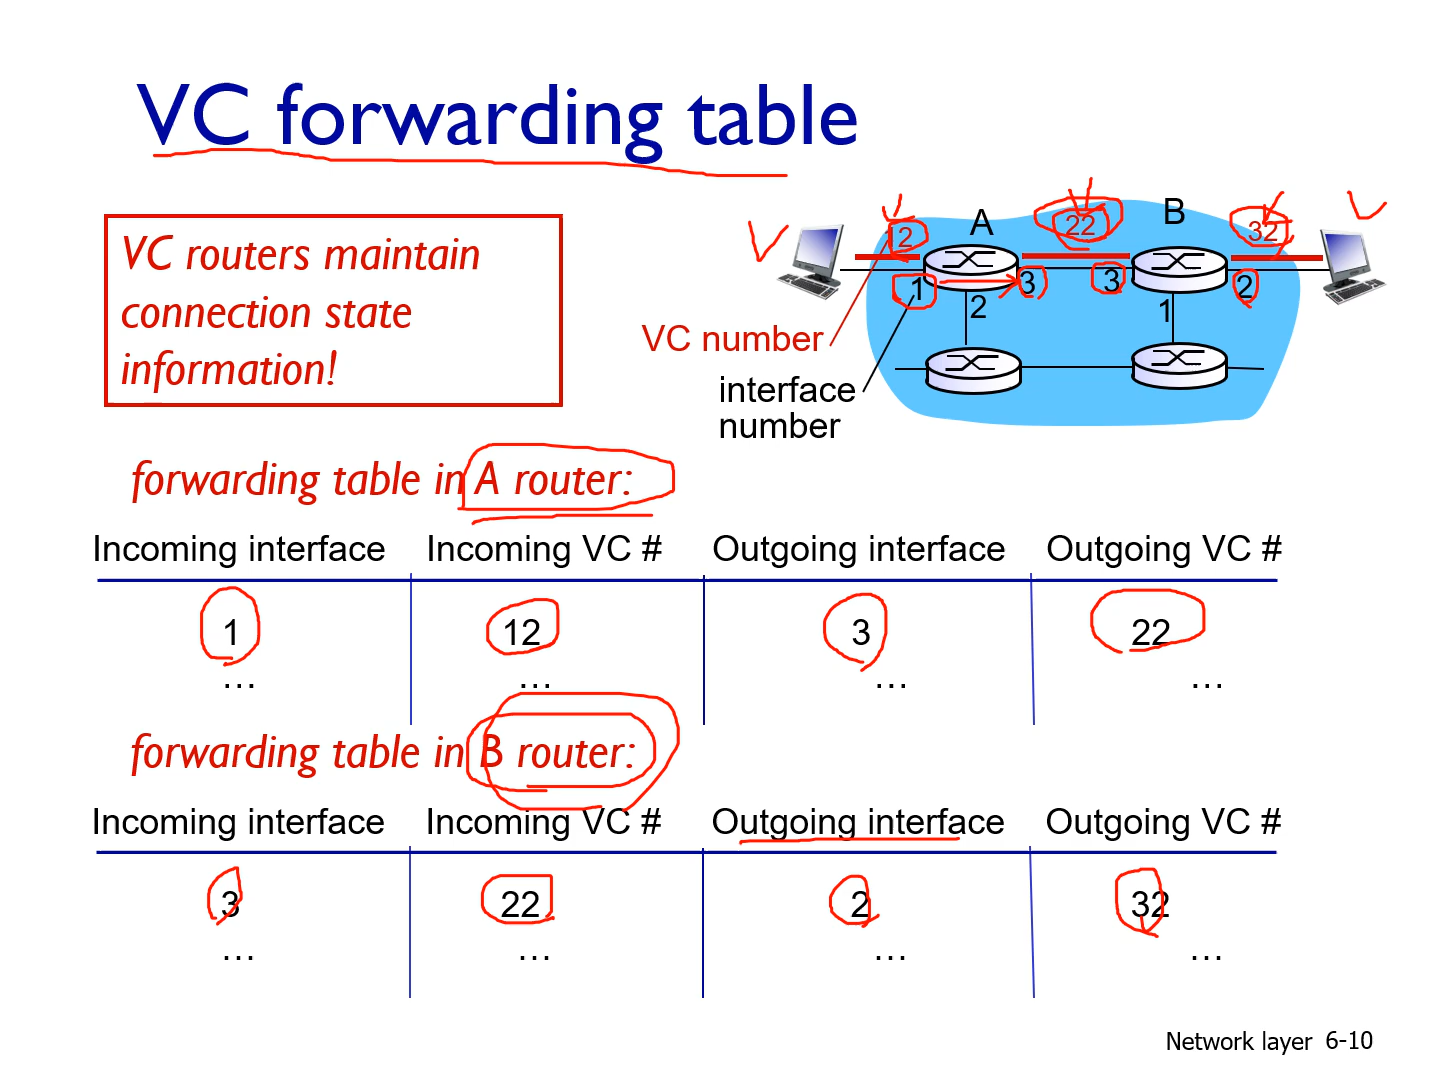 VC forwarding table
VC routers maintain
connection state
information!
A
B
12
22
32
1
3
3
2
2
1
VC number
interface
number
forwarding table in A router:
Incoming interface Incoming VC # Outgoing interface Outgoing VC #
1 12 3 22
... ... ... ...
forwarding table in B router:
Incoming interface Incoming VC # Outgoing interface Outgoing VC #
3 22 2 32
... ... ... ...
Network layer 6-10